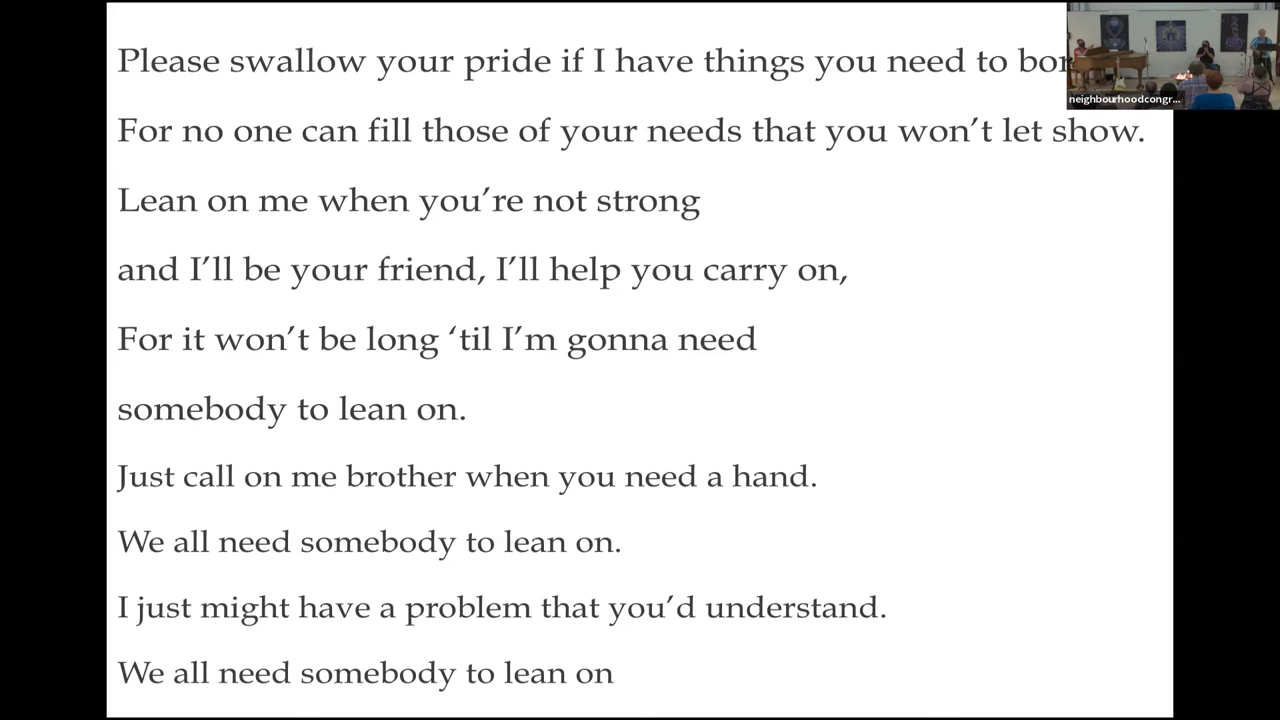 Please swallow your pride if I have things you need to
For no one can fill those of your needs that you won't let show.
Lean on me when you're not strong
and I'll be your friend, I'll help you carry on,
For it won't be long 'til I'm gonna need
somebody to lean on.
Just call on me brother when you need a hand.
We all need somebody to lean on.
I just might have a problem that you'd understand.
We all need somebody to lean on
neighbourhoodcongr...